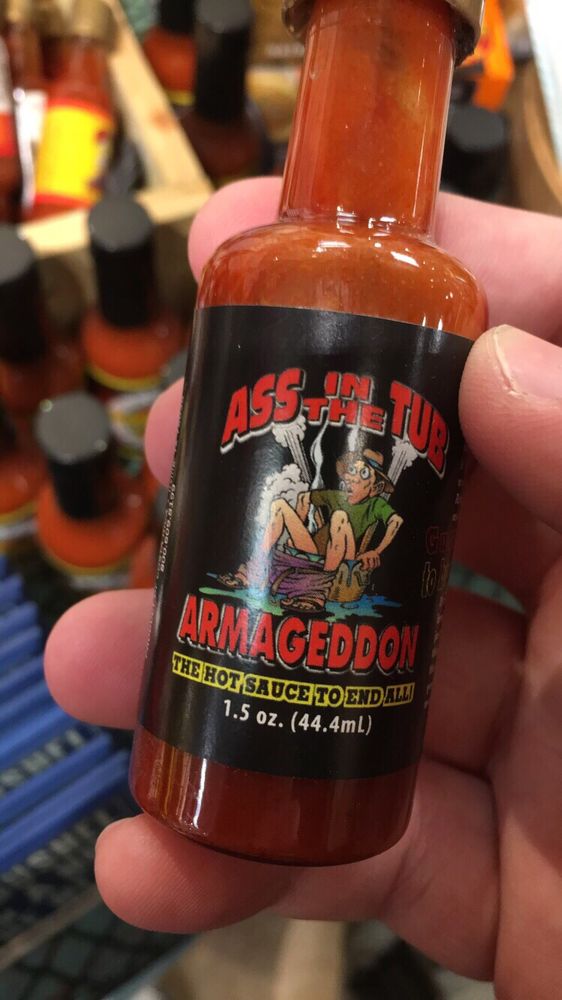 ASS IN THE TUB
ARMAGEDDON
THE HOT SAUCE TO END ALL!
1.5 oz. (44.4mL)